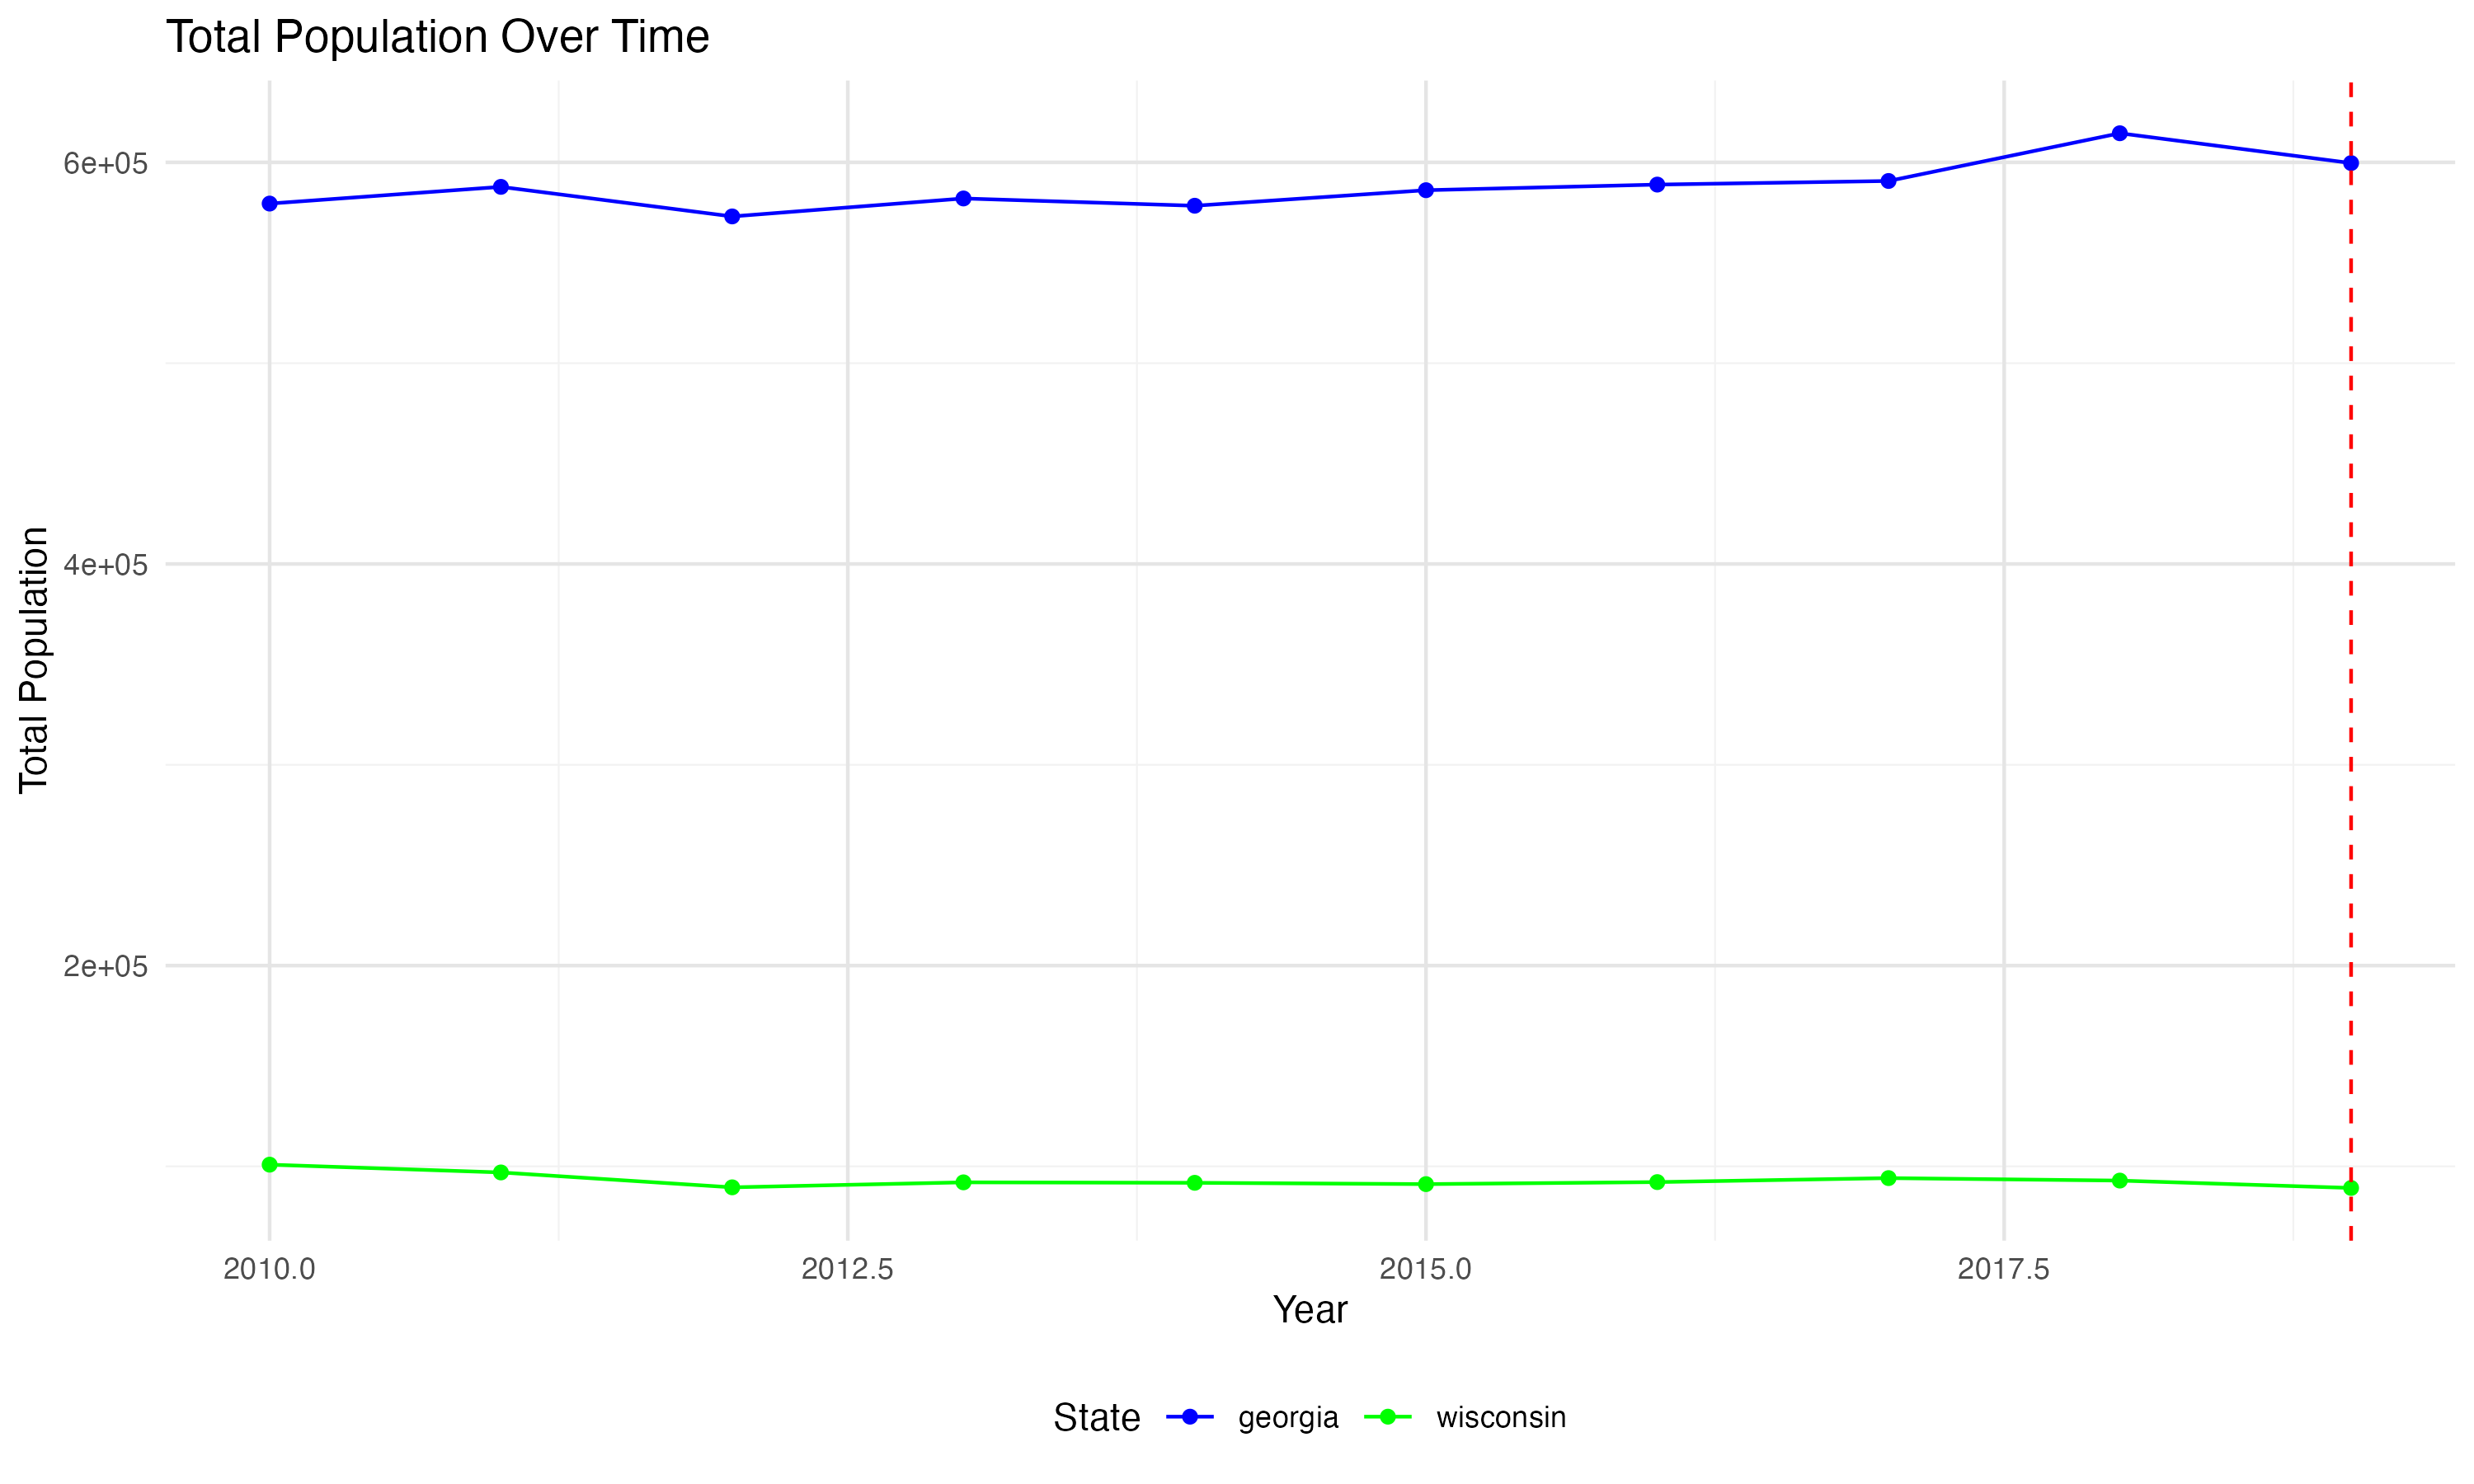 Total Population Over Time
Total Population
6e+05
4e+05
2e+05
2010.0
2012.5
2015.0
2017.5
Year
State
georgia
wisconsin